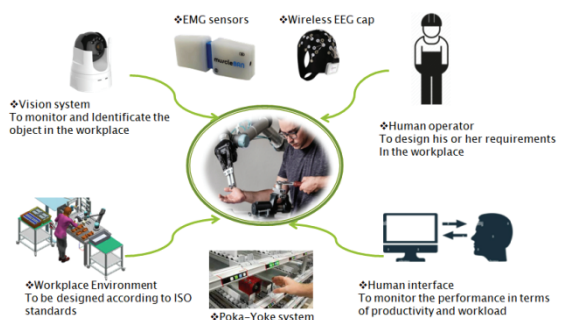 ❖EMG sensors
❖Wireless EEG cap
muscleBAN
❖Vision system
To monitor and Identificate the
object in the workplace
❖Human operator
To design his or her requirements
In the workplace
❖Workplace Environment
To be designed according to ISO
standards
❖Poka-Yoke system
❖Human interface
To monitor the performance in terms
of productivity and workload